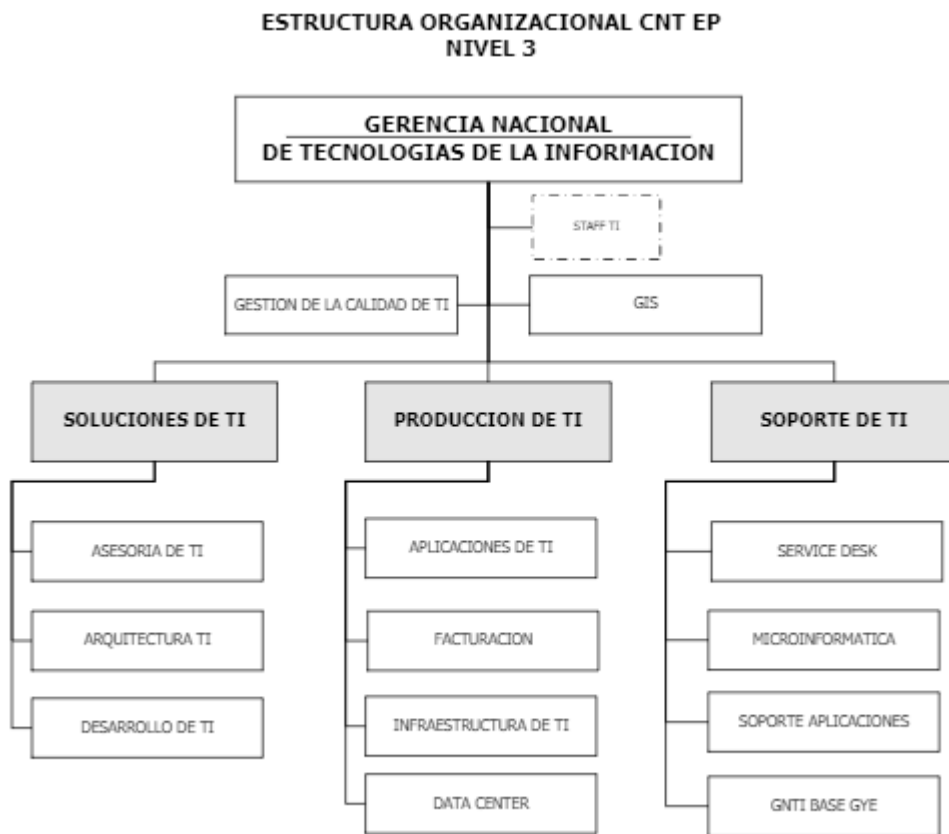 ESTRUCTURA ORGANIZACIONAL CNT EP
NIVEL 3
GERENCIA NACIONAL
DE TECNOLOGIAS DE LA INFORMACION
STAFF TI
GESTION DE LA CALIDAD DE TI
GIS
SOLUCIONES DE TI
PRODUCCION DE TI
SOPORTE DE TI
ASESORIA DE TI
ARQUITECTURA TI
DESARROLLO DE TI
APLICACIONES DE TI
FACTURACION
INFRAESTRUCTURA DE TI
DATA CENTER
SERVICE DESK
MICROINFORMATICA
SOPORTE APLICACIONES
GNTI BASE GYE